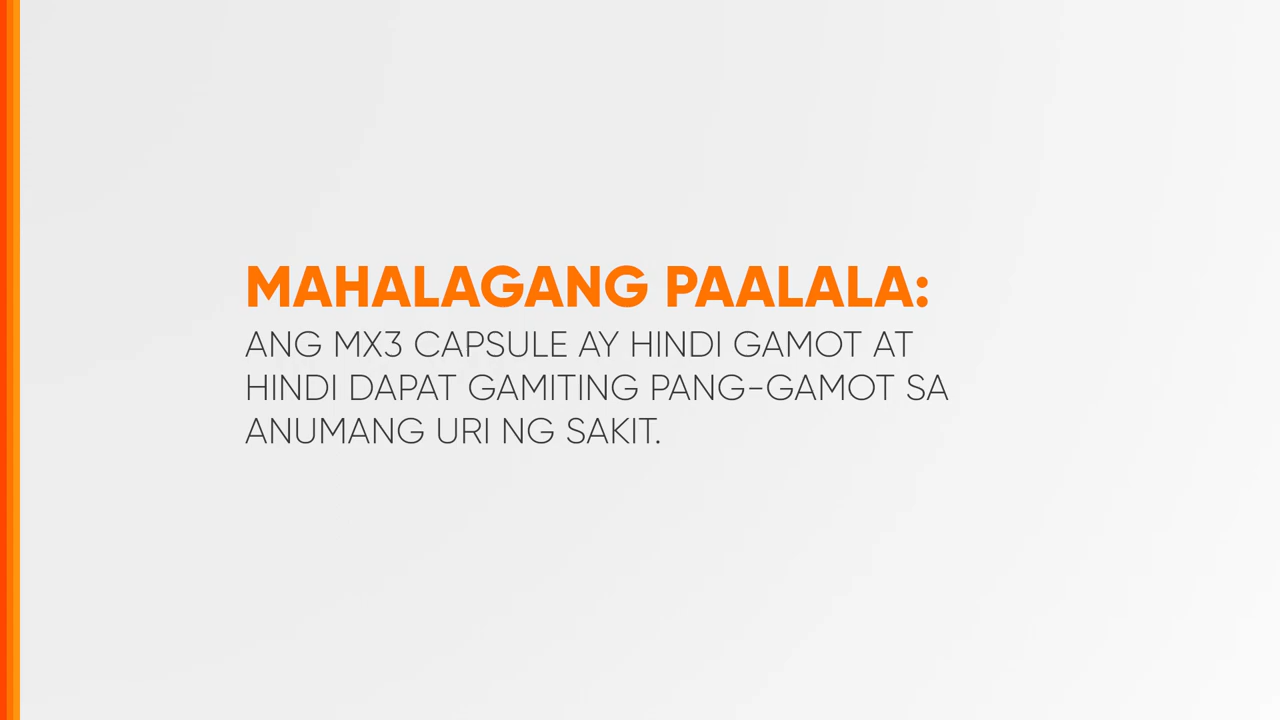 MAHALAGANG PAALALA:
ANG MX3 CAPSULE AY HINDI GAMOT AT
HINDI DAPAT GAMITING PANG-GAMOT SA
ANUMANG URI NG SAKIT.